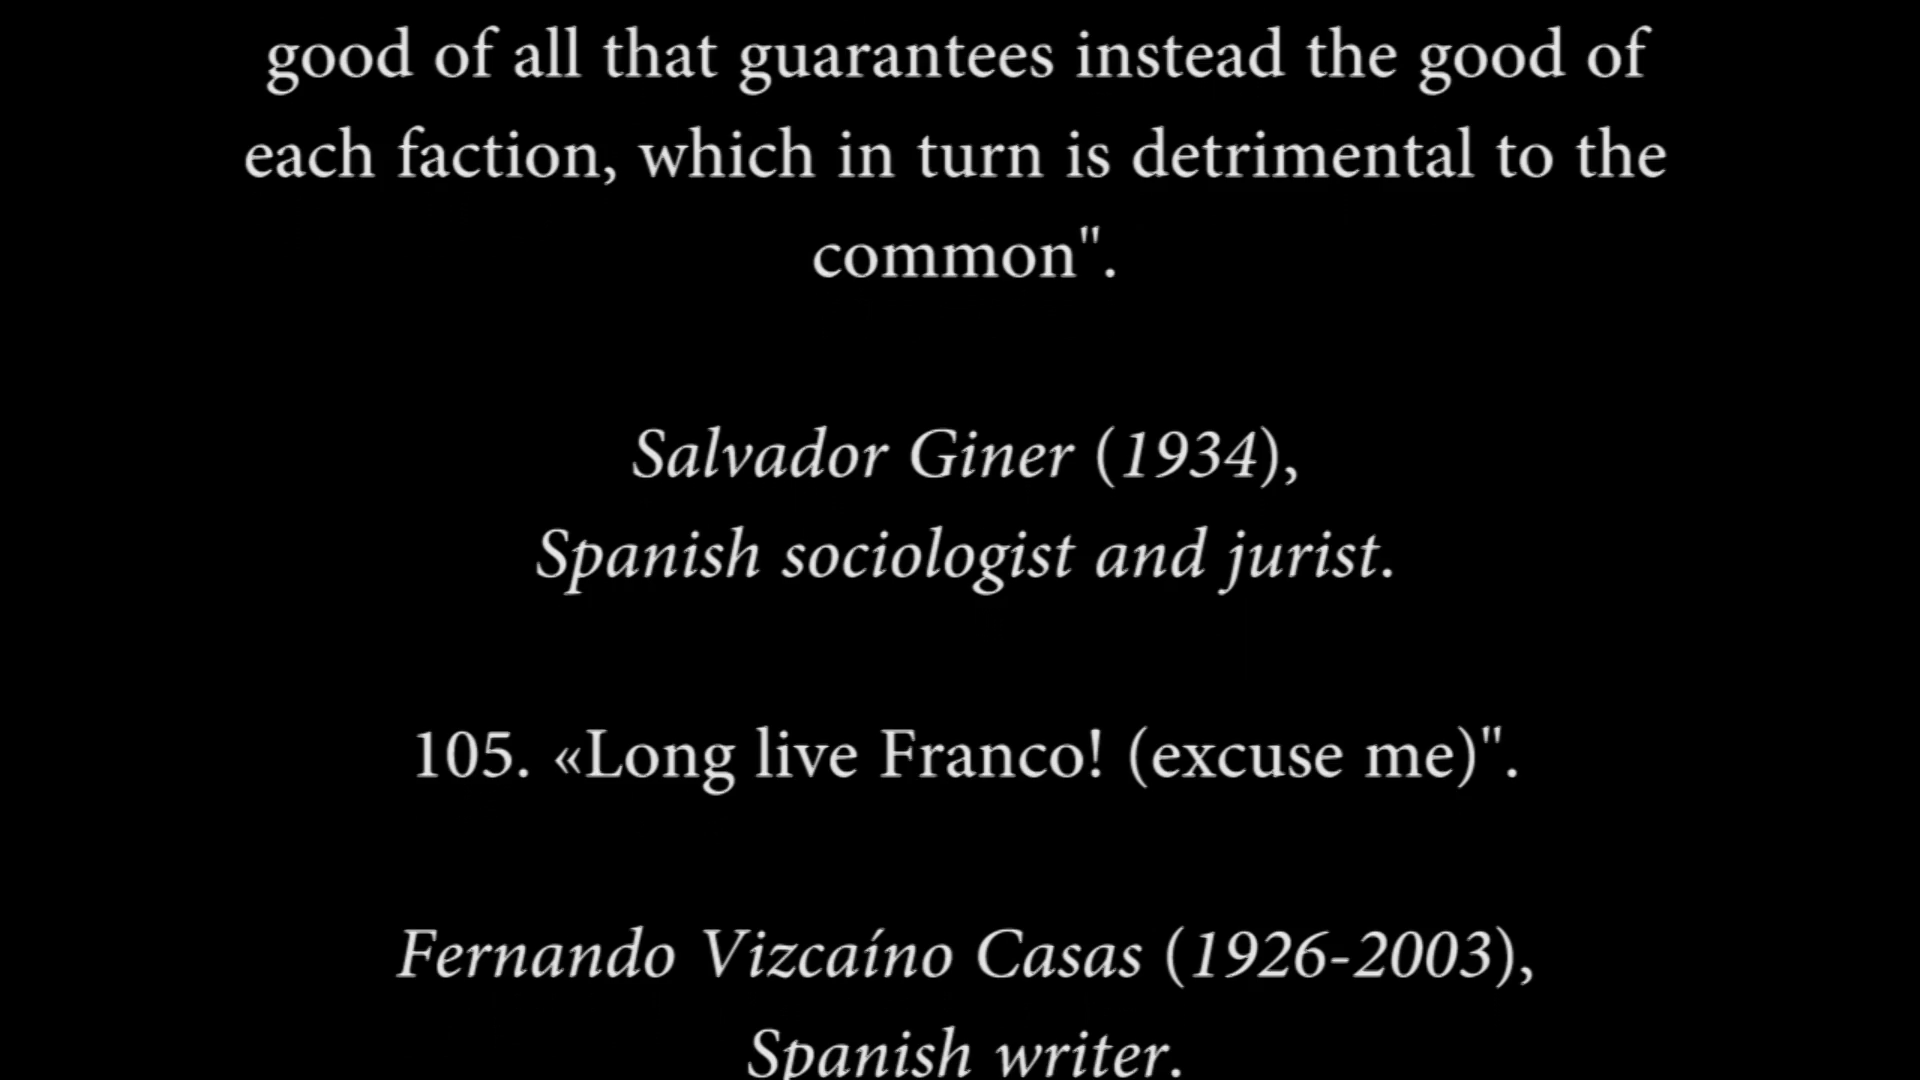 good of all that guarantees instead the good of
each faction, which in turn is detrimental to the
common".
Salvador Giner (1934),
Spanish sociologist and jurist.
105. «Long live Franco! (excuse me)".
Fernando Vizcaíno Casas (1926-2003),
Spanish writer.